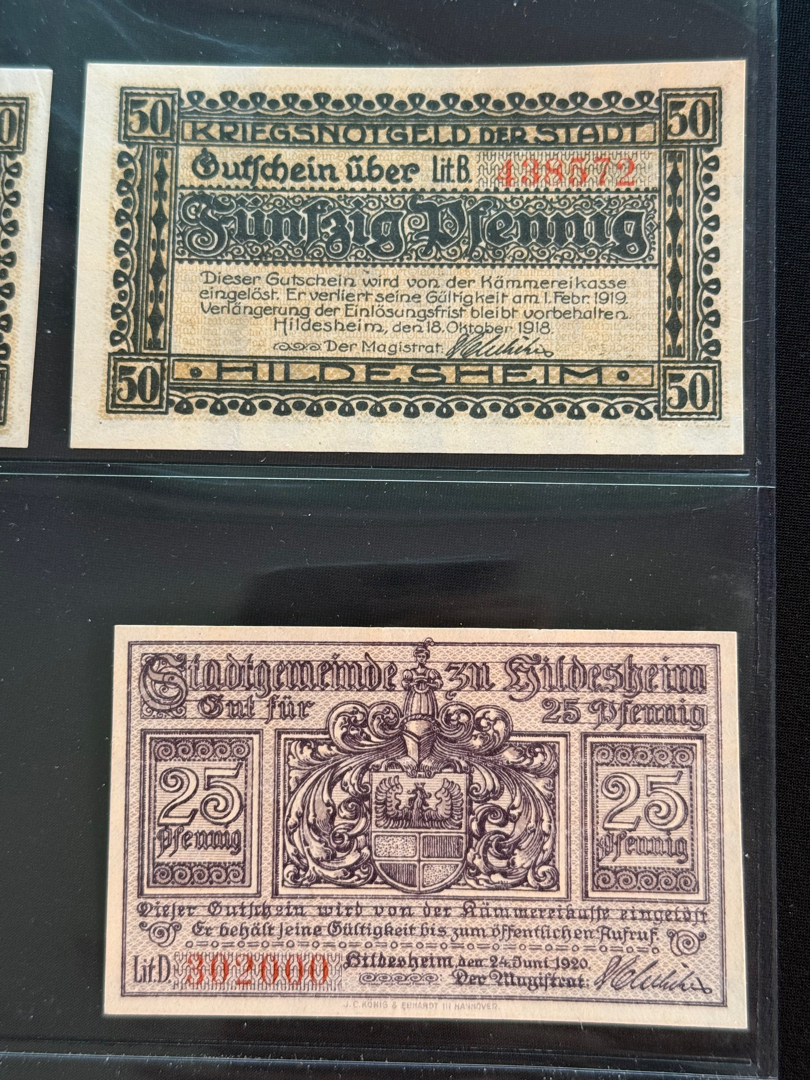 50 50
KRIEGSNOTGELD DER STADT
Gutschein über Lit.B. 438572
Fünfzig Pfennig
Dieser Gutschein wird von der Kämmereikasse
eingelöst. Er verliert seine Gültigkeit am 1. Febr. 1919.
Verlängerung der Einlösungsfrist bleibt vorbehalten.
Hildesheim, den 18. Oktober 1918.
Der Magistrat
50 • HILDESHEIM • 50
Stadtgemeinde zu Hildesheim
Gut für 25 Pfennig
25 25
Pfennig Pfennig
Dieser Gutschein wird von der Kämmereikasse eingelöst
Er behält seine Gültigkeit bis zum öffentlichen Aufruf.
Lit.D. 302000 Hildesheim, den 24. Juni 1920.
Der Magistrat:
J. C. KÖNIG & EBHARDT IN HANNOVER.